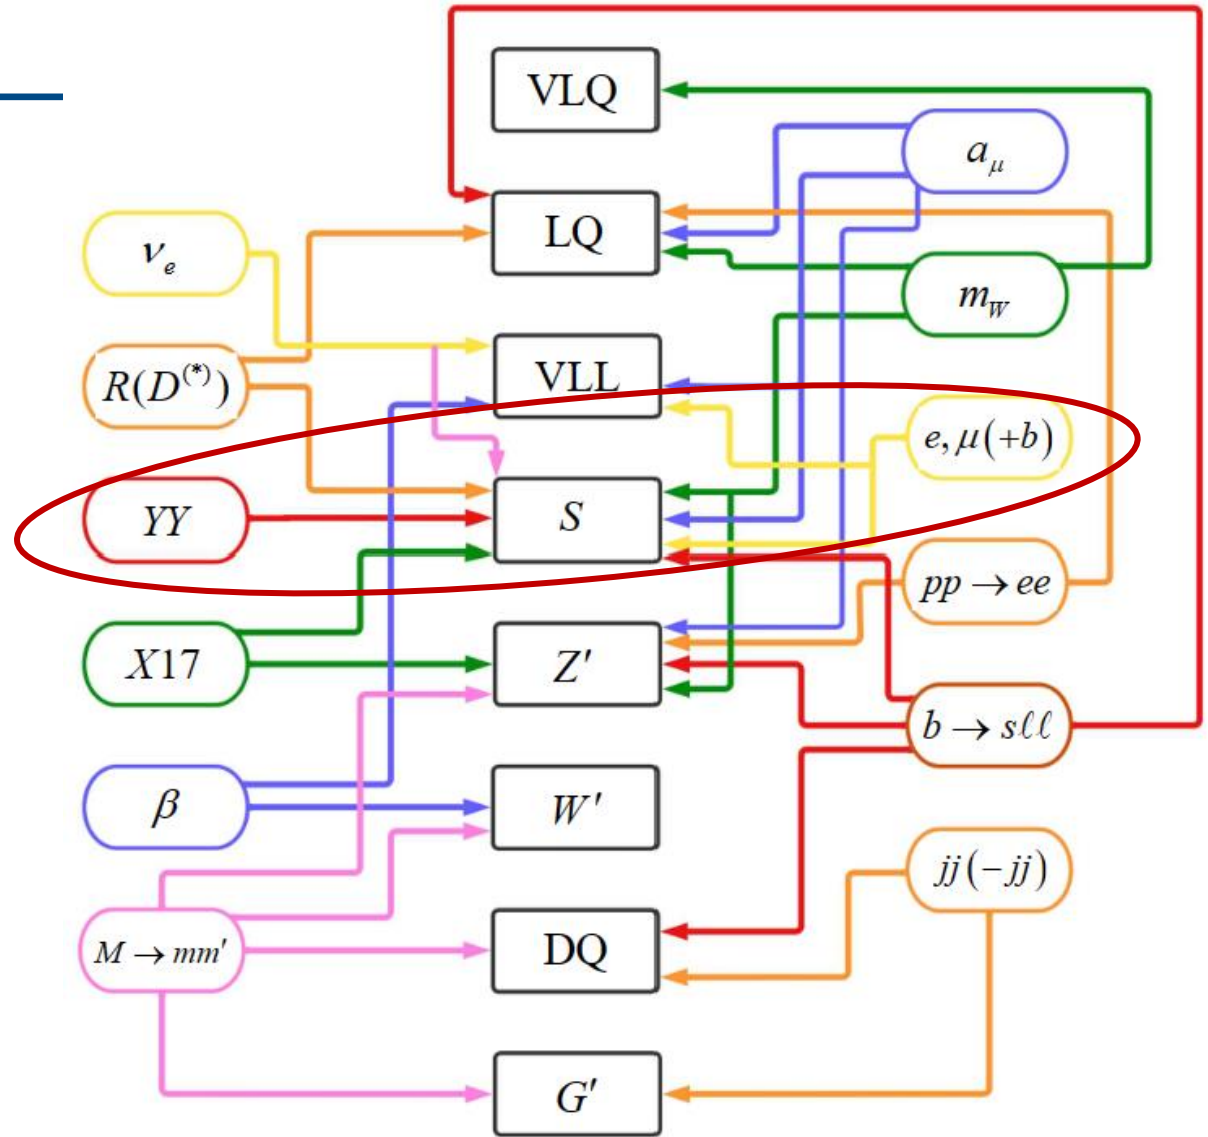 VLQ
a_μ
LQ
ν_e
m_W
VLL
R(D^(*))
e, μ(+b)
YY
S
pp → ee
X17
Z′
b → sℓℓ
β
W′
jj(−jj)
M → mm′
DQ
G′